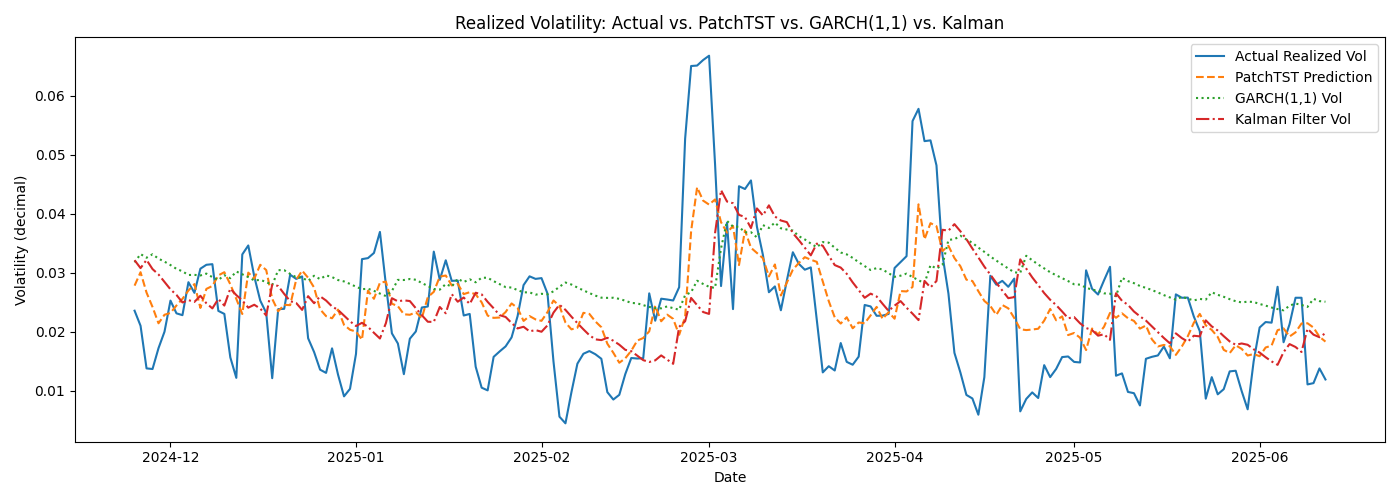 Realized Volatility: Actual vs. PatchTST vs. GARCH(1,1) vs. Kalman
Actual Realized Vol
PatchTST Prediction
GARCH(1,1) Vol
Kalman Filter Vol
Volatility (decimal)
0.06
0.05
0.04
0.03
0.02
0.01
2024-12
2025-01
2025-02
2025-03
2025-04
2025-05
2025-06
Date